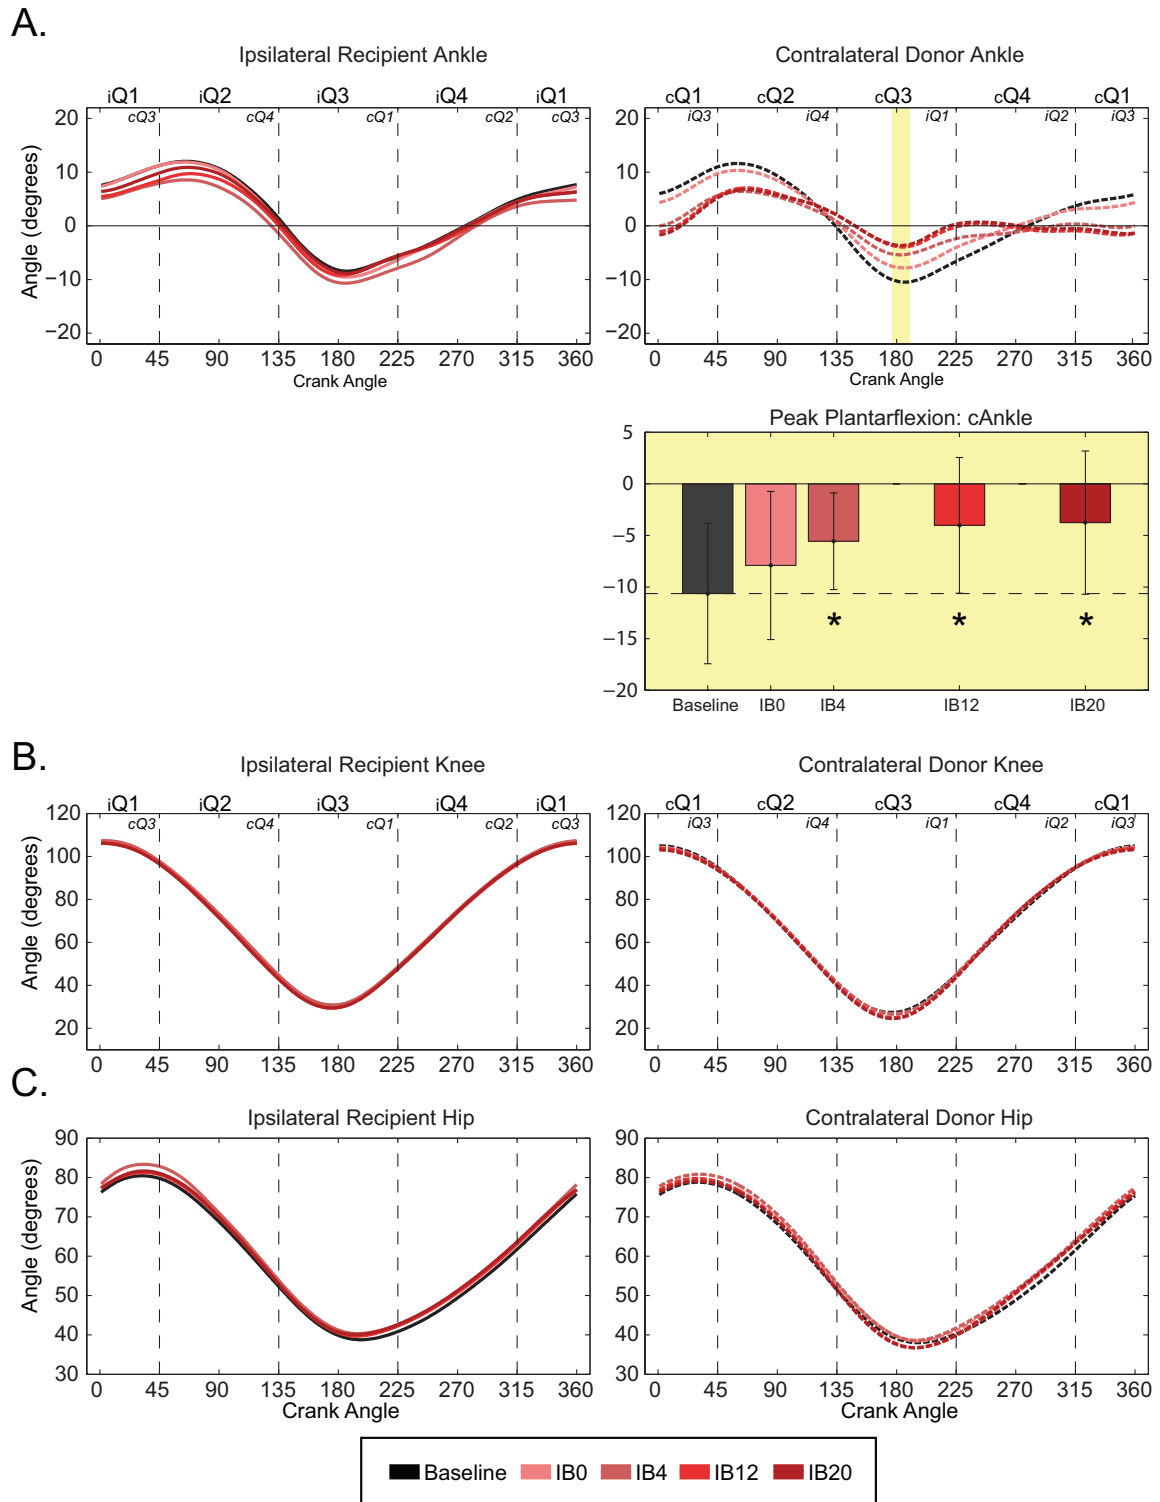 A.
Ipsilateral Recipient Ankle
Contralateral Donor Ankle
iQ1 iQ2 iQ3 iQ4 iQ1
cQ1 cQ2 cQ3 cQ4 cQ1
cQ3 cQ4 cQ1 cQ2 cQ3
iQ3 iQ4 iQ1 iQ2 iQ3
20
10
0
−10
−20
Angle (degrees)
0 45 90 135 180 225 270 315 360
Crank Angle
20
10
0
−10
−20
0 45 90 135 180 225 270 315 360
Crank Angle
Peak Plantarflexion: cAnkle
5
0
−5
−10
−15
−20
* * *
Baseline IB0 IB4 IB12 IB20
B.
Ipsilateral Recipient Knee
Contralateral Donor Knee
iQ1 iQ2 iQ3 iQ4 iQ1
cQ1 cQ2 cQ3 cQ4 cQ1
cQ3 cQ4 cQ1 cQ2 cQ3
iQ3 iQ4 iQ1 iQ2 iQ3
120
100
80
60
40
20
Angle (degrees)
0 45 90 135 180 225 270 315 360
120
100
80
60
40
20
0 45 90 135 180 225 270 315 360
C.
Ipsilateral Recipient Hip
Contralateral Donor Hip
90
80
70
60
50
40
30
Angle (degrees)
0 45 90 135 180 225 270 315 360
Crank Angle
90
80
70
60
50
40
30
0 45 90 135 180 225 270 315 360
Crank Angle
Baseline IB0 IB4 IB12 IB20